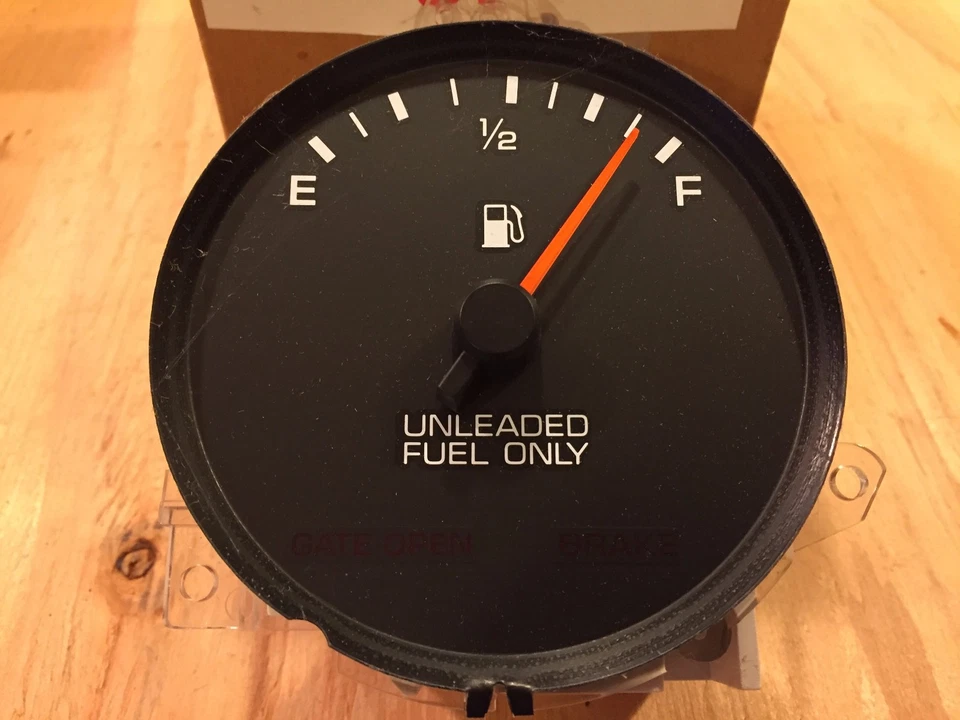 ½
E
F
UNLEADED
FUEL ONLY
GATE OPEN
BRAKE